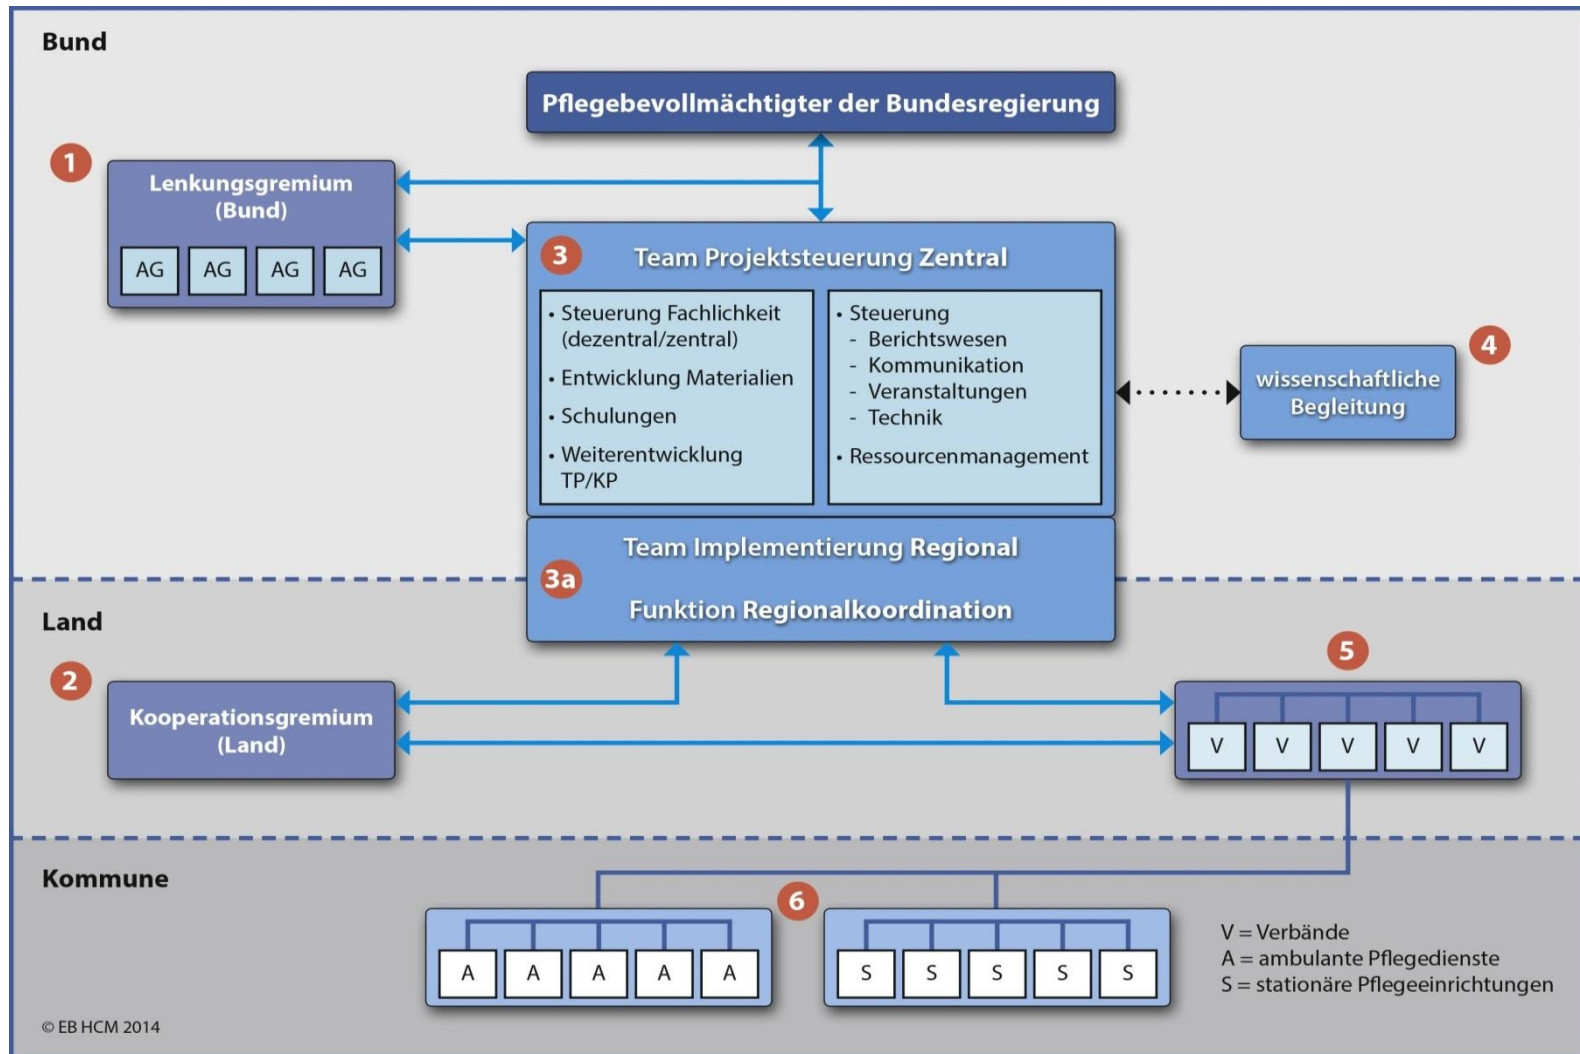 Bund
Pflegebevollmächtigter der Bundesregierung
1
Lenkungsgremium
(Bund)
AG AG AG AG
3
Team Projektsteuerung Zentral
• Steuerung Fachlichkeit
(dezentral/zentral)
• Entwicklung Materialien
• Schulungen
• Weiterentwicklung
TP/KP
• Steuerung
- Berichtswesen
- Kommunikation
- Veranstaltungen
- Technik
• Ressourcenmanagement
4
wissenschaftliche
Begleitung
Team Implementierung Regional
3a
Funktion Regionalkoordination
Land
2
Kooperationsgremium
(Land)
5
V V V V V
Kommune
6
A A A A A
S S S S S
V = Verbände
A = ambulante Pflegedienste
S = stationäre Pflegeeinrichtungen
© EB HCM 2014